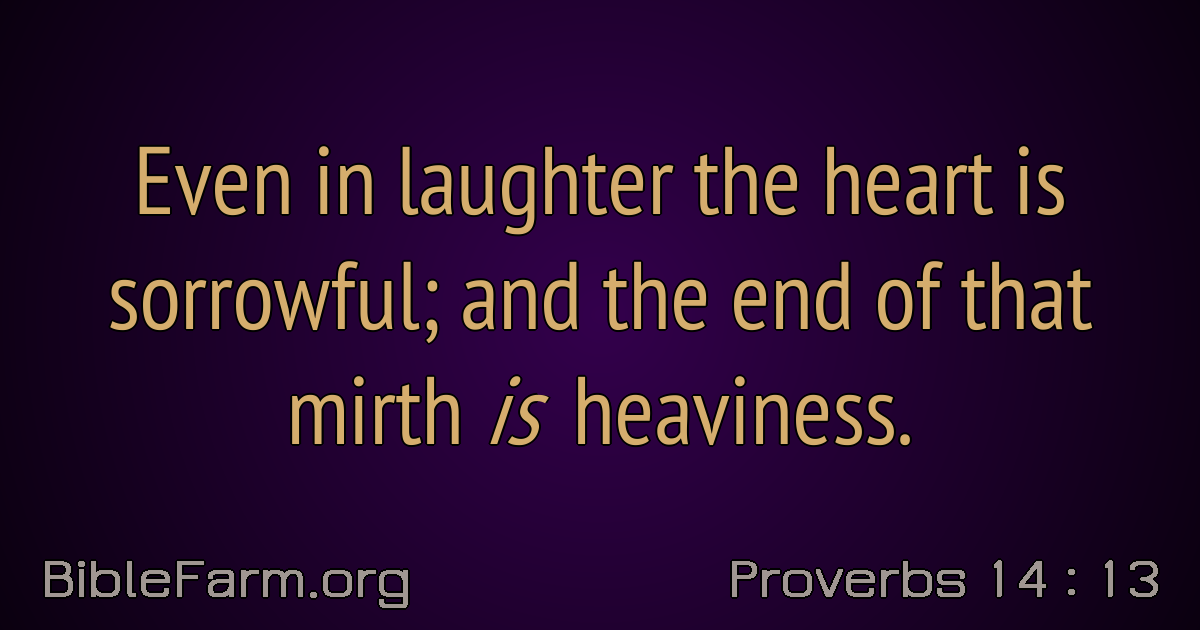 Even in laughter the heart is
sorrowful; and the end of that
mirth is heaviness.
BibleFarm.org
Proverbs 14 : 13